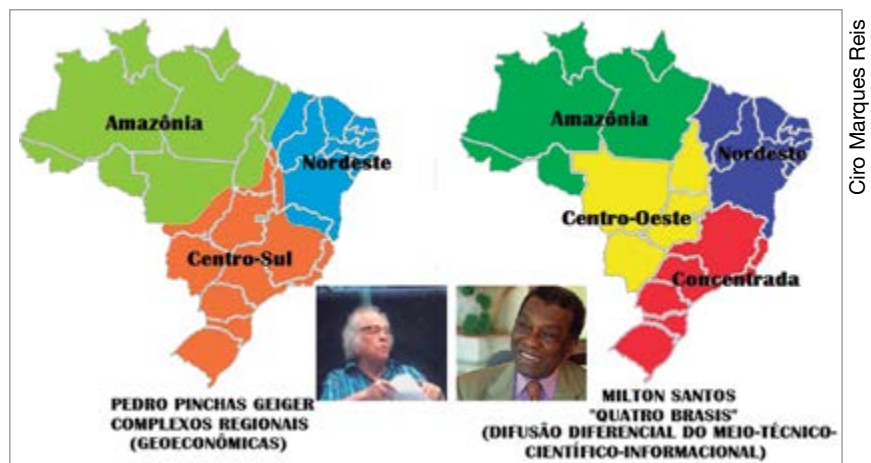 Amazônia
Nordeste
Centro-Sul
PEDRO PINCHAS GEIGER
COMPLEXOS REGIONAIS
(GEOECONÔMICAS)
Amazônia
Nordeste
Centro-Oeste
Concentrada
MILTON SANTOS
"QUATRO BRASIS"
(DIFUSÃO DIFERENCIAL DO MEIO-TÉCNICO-
CIENTÍFICO-INFORMACIONAL)
Ciro Marques Reis